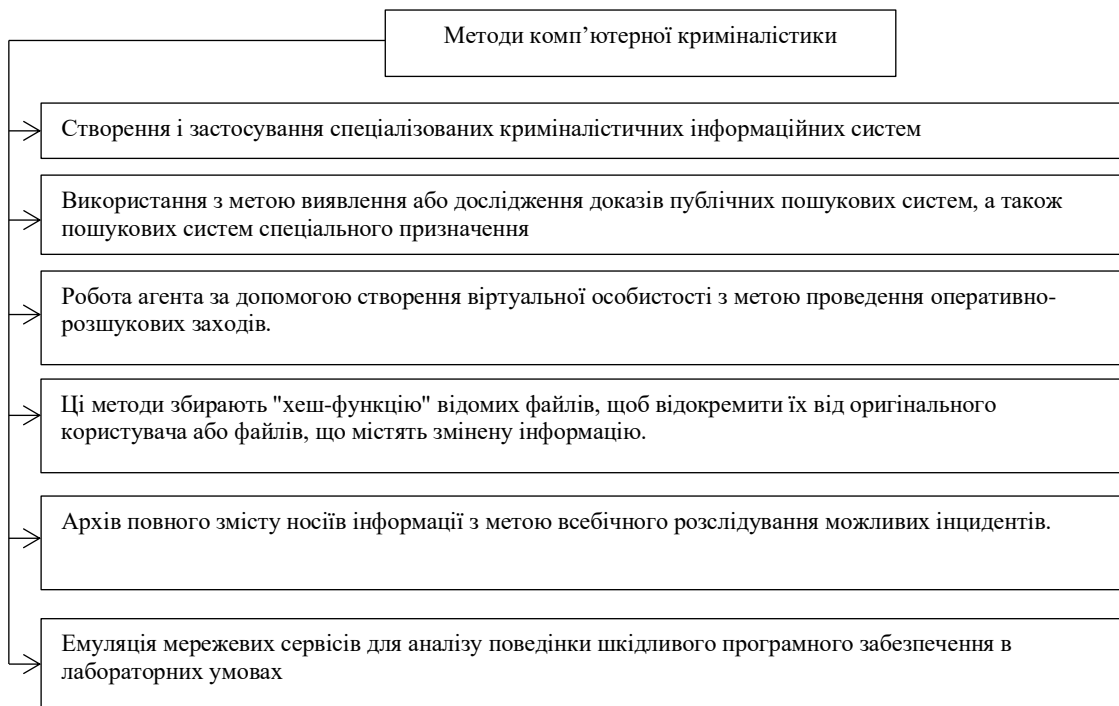 Методи комп’ютерної криміналістики
Створення і застосування спеціалізованих криміналістичних інформаційних систем
Використання з метою виявлення або дослідження доказів публічних пошукових систем, а також
пошукових систем спеціального призначення
Робота агента за допомогою створення віртуальної особистості з метою проведення оперативно-
розшукових заходів.
Ці методи збирають "хеш-функцію" відомих файлів, щоб відокремити їх від оригінального
користувача або файлів, що містять змінену інформацію.
Архів повного змісту носіїв інформації з метою всебічного розслідування можливих інцидентів.
Емуляція мережевих сервісів для аналізу поведінки шкідливого програмного забезпечення в
лабораторних умовах